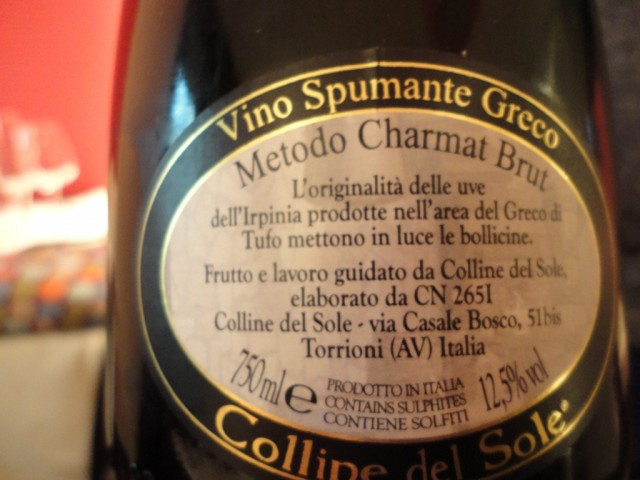 Vino Spumante Greco
Metodo Charmat Brut
L'originalità delle uve
dell'Irpinia prodotte nell'area del Greco di
Tufo mettono in luce le bollicine.
Frutto e lavoro guidato da Colline del Sole,
elaborato da CN 2651
Colline del Sole - via Casale Bosco, 51bis
Torrioni (AV) Italia
750ml e
PRODOTTO IN ITALIA
CONTAINS SULPHITES
CONTIENE SOLFITI
12,5% vol
Colline del Sole®